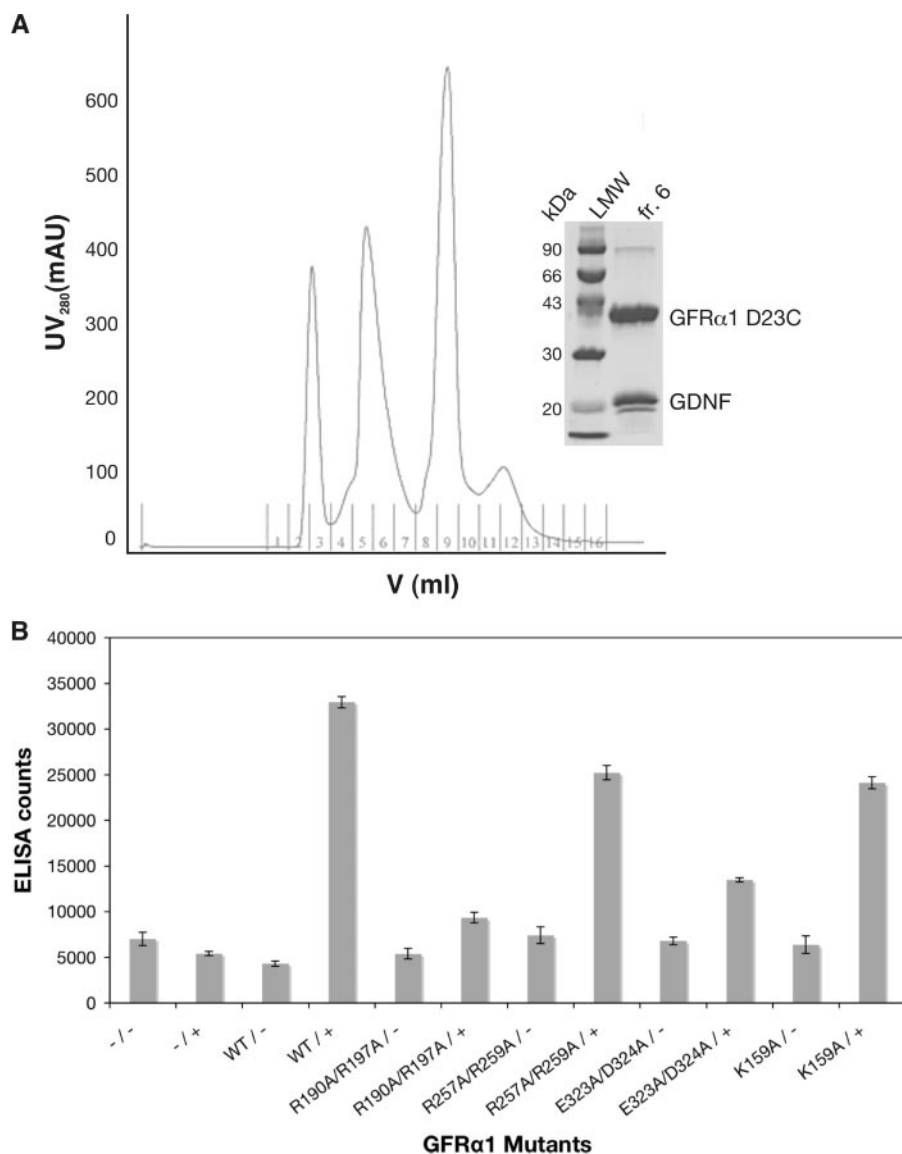 A
UV280(mAU)
600
500
400
300
200
100
0
1 2 3 4 5 6 7 8 9 10 11 12 13 14 15 16
V (ml)
kDa LMW fr. 6
90
66
43
30
20
GFRα1 D23C
GDNF
B
ELISA counts
40000
35000
30000
25000
20000
15000
10000
5000
0
- / -
- / +
WT / -
WT / +
R190A/R197A / -
R190A/R197A / +
R257A/R259A / -
R257A/R259A / +
E323A/D324A / -
E323A/D324A / +
K159A / -
K159A / +
GFRα1 Mutants